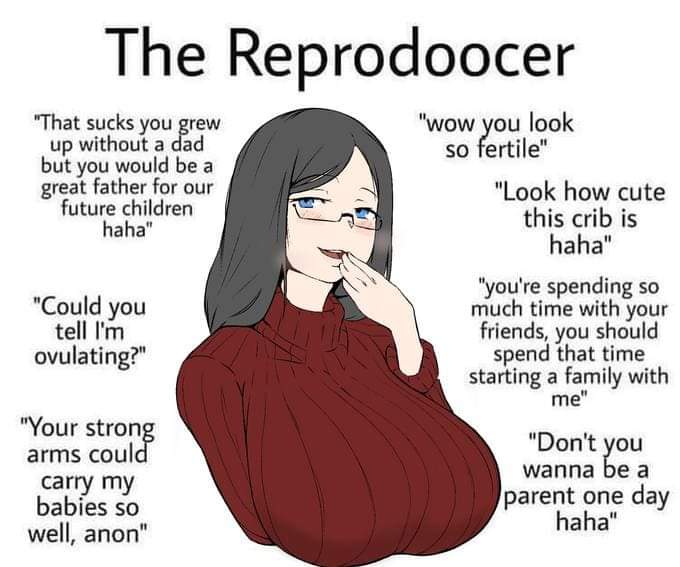 The Reprodoocer
"That sucks you grew
up without a dad
but you would be a
great father for our
future children
haha"
"wow you look
so fertile"
"Look how cute
this crib is
haha"
"Could you
tell I'm
ovulating?"
"you're spending so
much time with your
friends, you should
spend that time
starting a family with
me"
"Your strong
arms could
carry my
babies so
well, anon"
"Don't you
wanna be a
parent one day
haha"